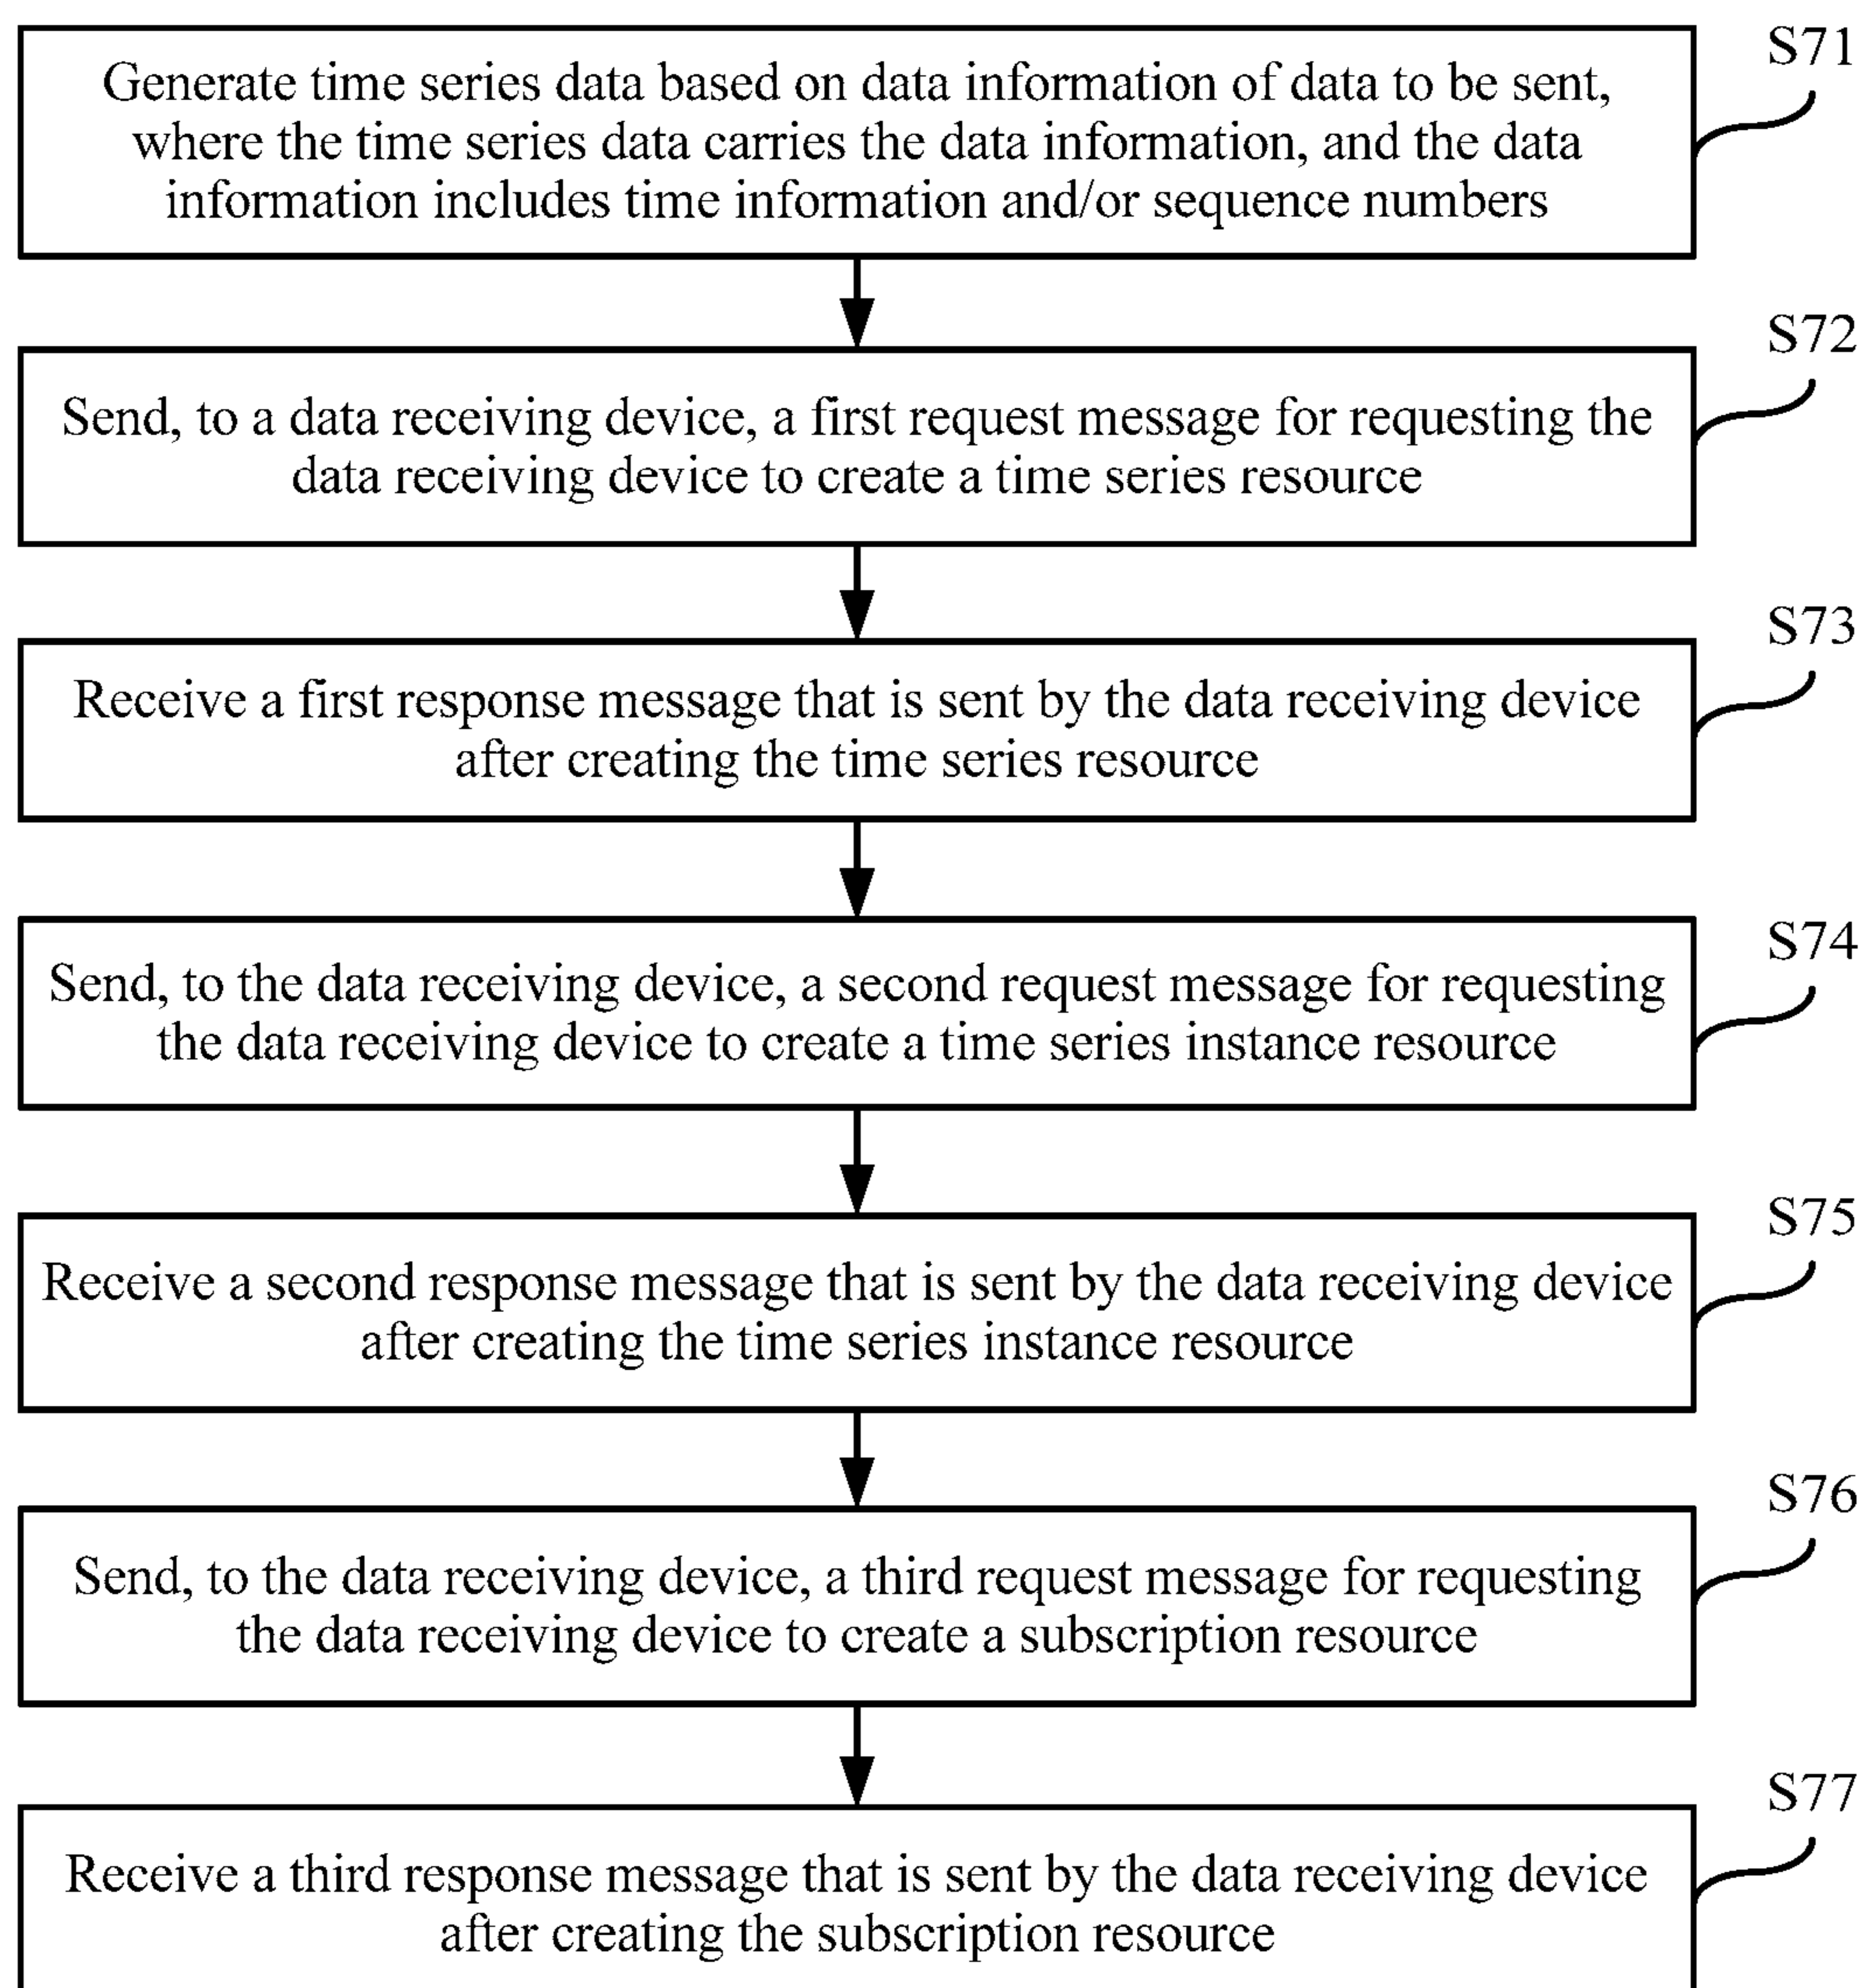 S71
Generate time series data based on data information of data to be sent,
where the time series data carries the data information, and the data
information includes time information and/or sequence numbers
S72
Send, to a data receiving device, a first request message for requesting the
data receiving device to create a time series resource
S73
Receive a first response message that is sent by the data receiving device
after creating the time series resource
S74
Send, to the data receiving device, a second request message for requesting
the data receiving device to create a time series instance resource
S75
Receive a second response message that is sent by the data receiving device
after creating the time series instance resource
S76
Send, to the data receiving device, a third request message for requesting
the data receiving device to create a subscription resource
S77
Receive a third response message that is sent by the data receiving device
after creating the subscription resource